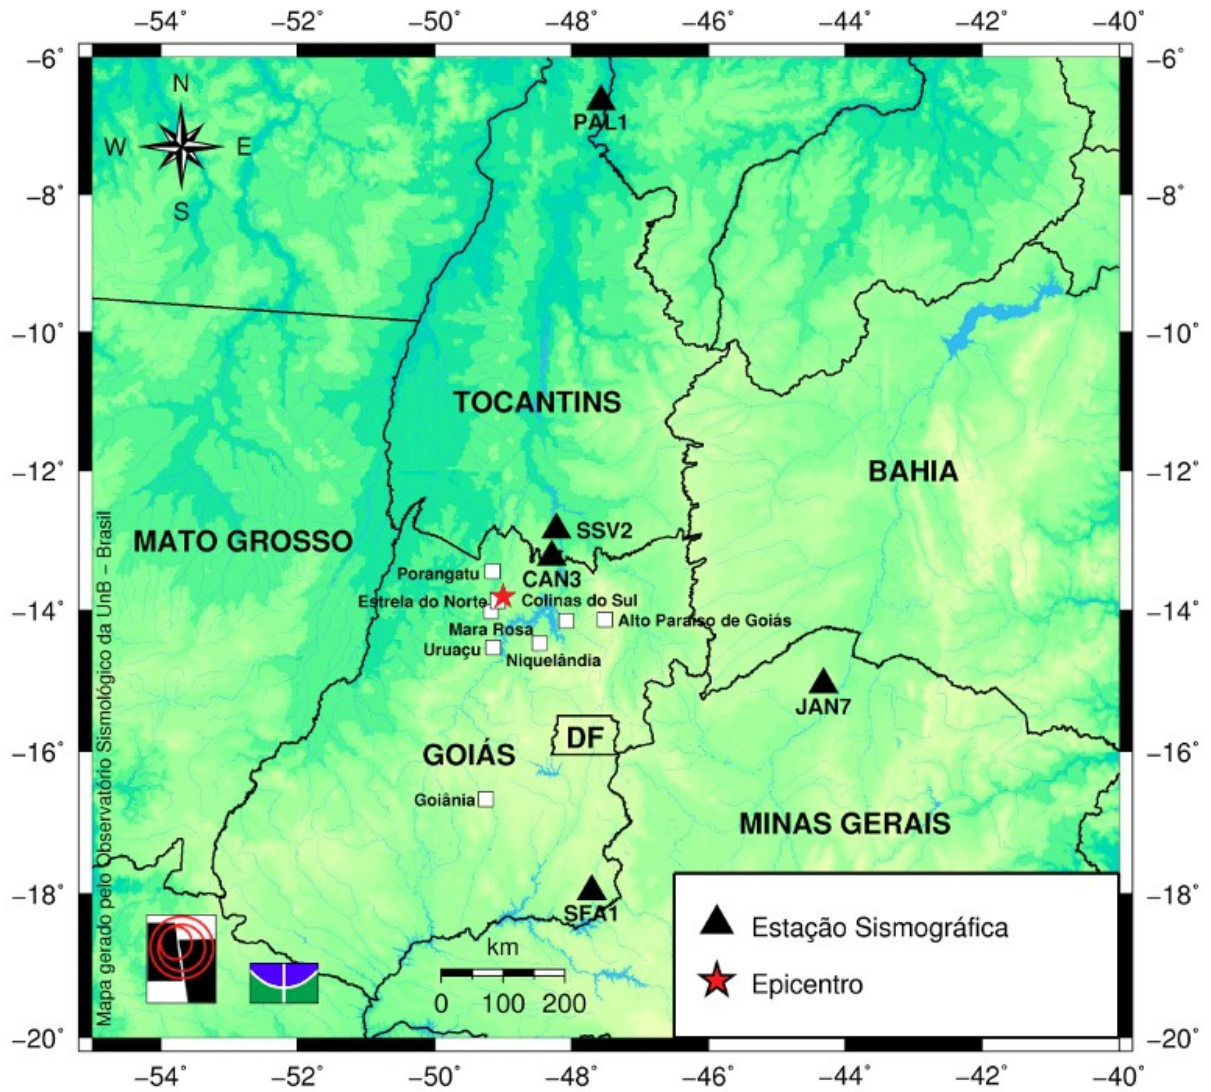 −54° −52° −50° −48° −46° −44° −42° −40°
−6° −6°
N
W E
S
PAL1
−8° −8°
−10° −10°
TOCANTINS
−12° BAHIA −12°
MATO GROSSO
SSV2
CAN3
Porangatu
Estrela do Norte
Colinas do Sul
−14° −14°
Alto Paraíso de Goiás
Mara Rosa
Uruaçu
Niquelândia
JAN7
DF
GOIÁS
−16° −16°
Goiânia
MINAS GERAIS
−18° −18°
SFA1
km
0 100 200
Estação Sismográfica
Epicentro
−20° −20°
−54° −52° −50° −48° −46° −44° −42° −40°
Mapa gerado pelo Observatório Sismológico da UnB − Brasil